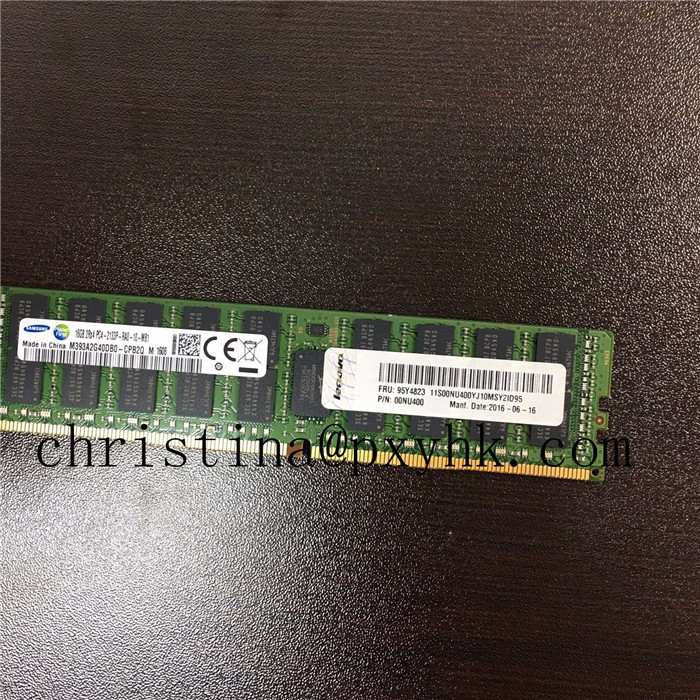 SAMSUNG
16GB 2Rx4 PC4-2133P-RA0-10-MB1
Made in China M393A2G40DB0-CPB2Q M 1608
lenovo
FRU: 95Y4823 11S00NU400YJ10MSY2ID95
P/N: 00NU400 Manf. Date:2016-06-16
christina@pxyhk.com